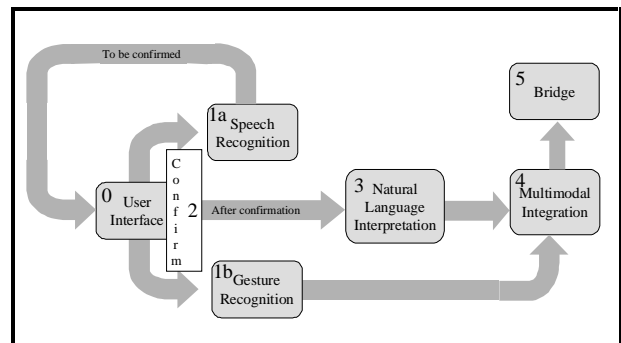 To be confirmed
1a
Speech
Recognition
5
Bridge
0
User
Interface
C
o
n
f
i
r
m
2
After confirmation
3
Natural
Language
Interpretation
4
Multimodal
Integration
1b
Gesture
Recognition